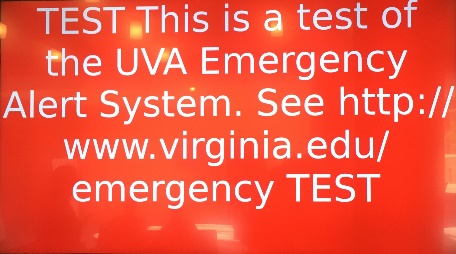 TEST This is a test of
the UVA Emergency
Alert System. See http://
www.virginia.edu/
emergency TEST